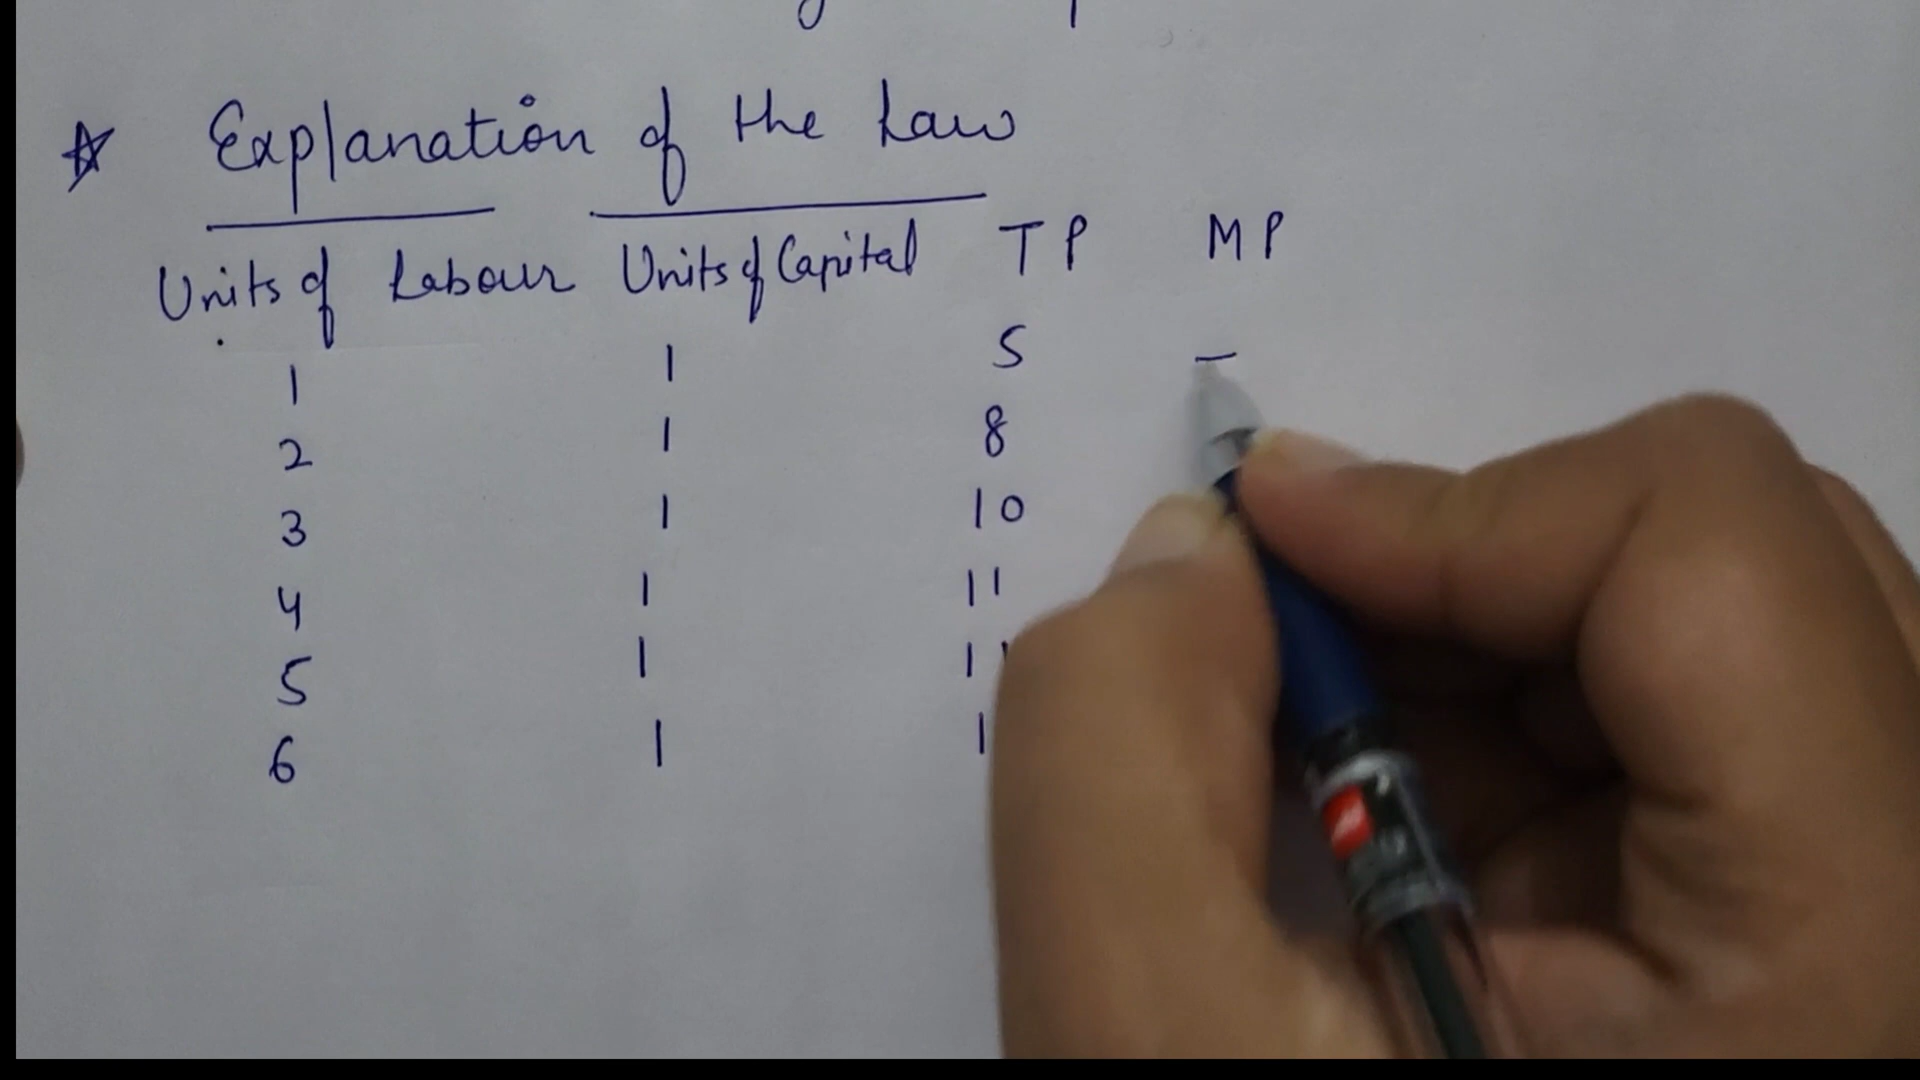 ☆ Explanation of the Law
Units of Labour Units of Capital TP MP
1 1 5 –
2 1 8
3 1 10
4 1 11
5 1
6 1